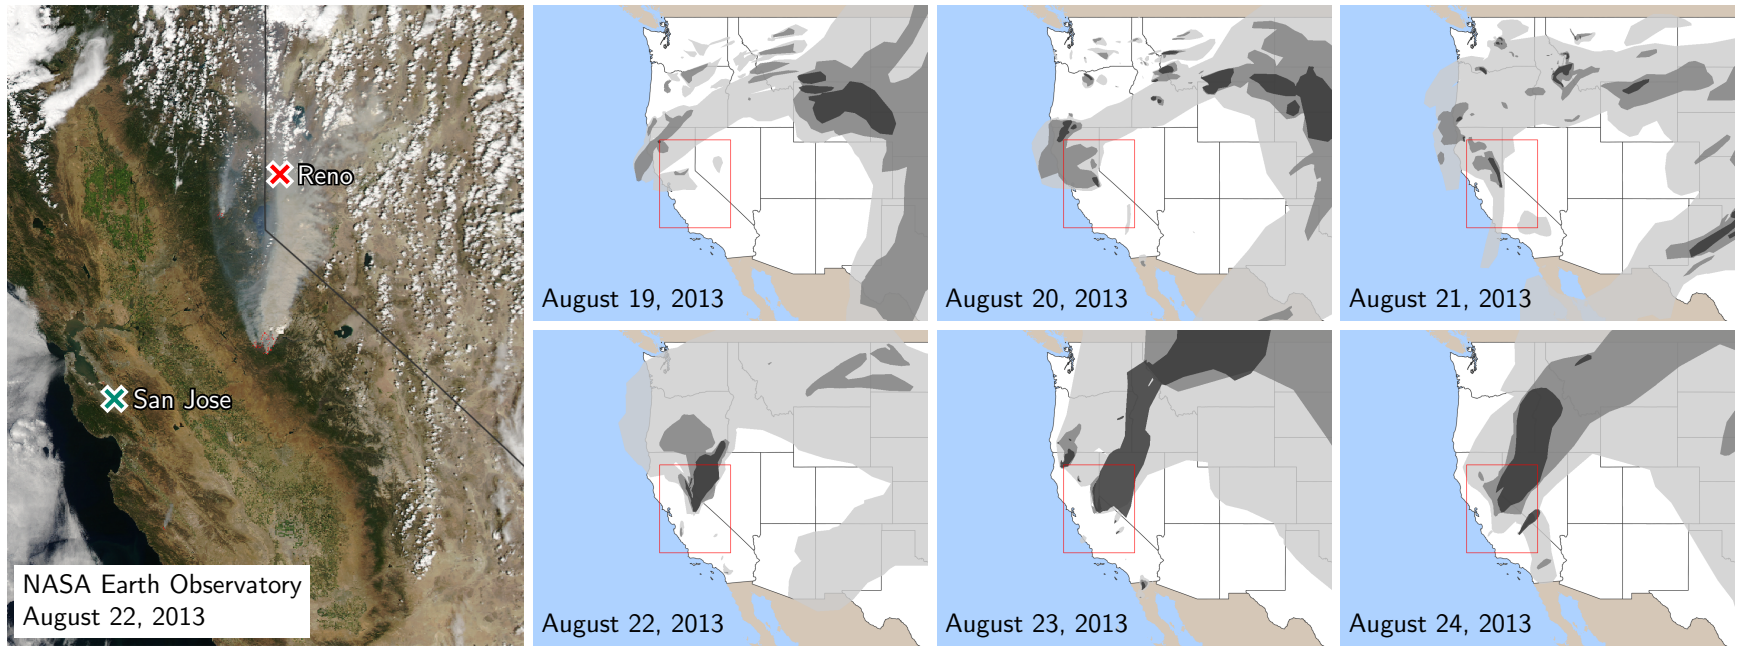 Reno
San Jose
NASA Earth Observatory
August 22, 2013
August 19, 2013
August 20, 2013
August 21, 2013
August 22, 2013
August 23, 2013
August 24, 2013